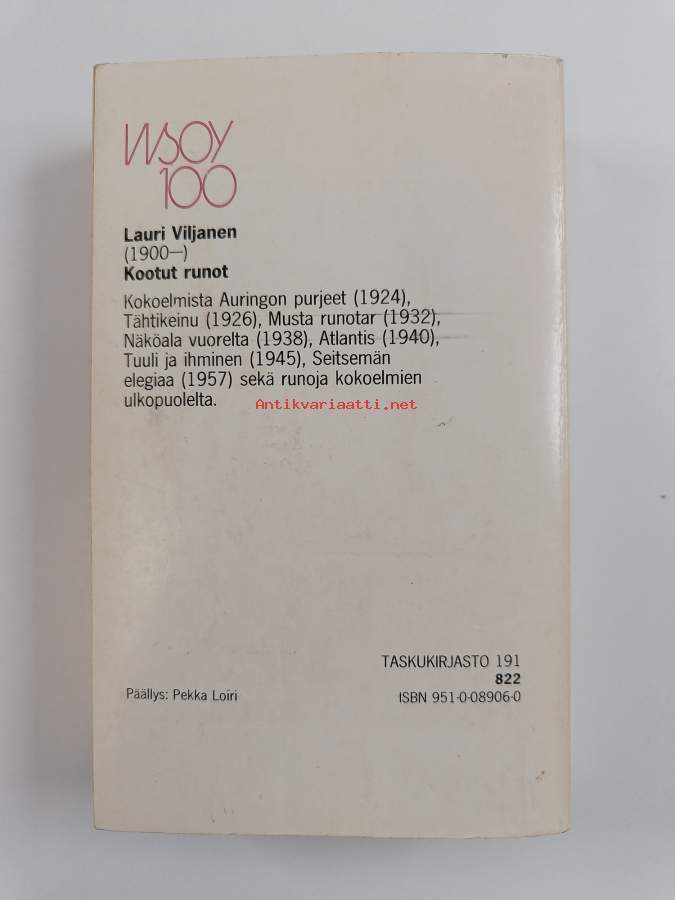 WSOY
100
Lauri Viljanen
(1900—)
Kootut runot
Kokoelmista Auringon purjeet (1924),
Tähtikeinu (1926), Musta runotar (1932),
Näköala vuorelta (1938), Atlantis (1940),
Tuuli ja ihminen (1945), Seitsemän
elegiaa (1957) sekä runoja kokoelmien
ulkopuolelta.
Antikvariaatti.net
TASKUKIRJASTO 191
822
Päällys: Pekka Loiri
ISBN 951-0-08906-0